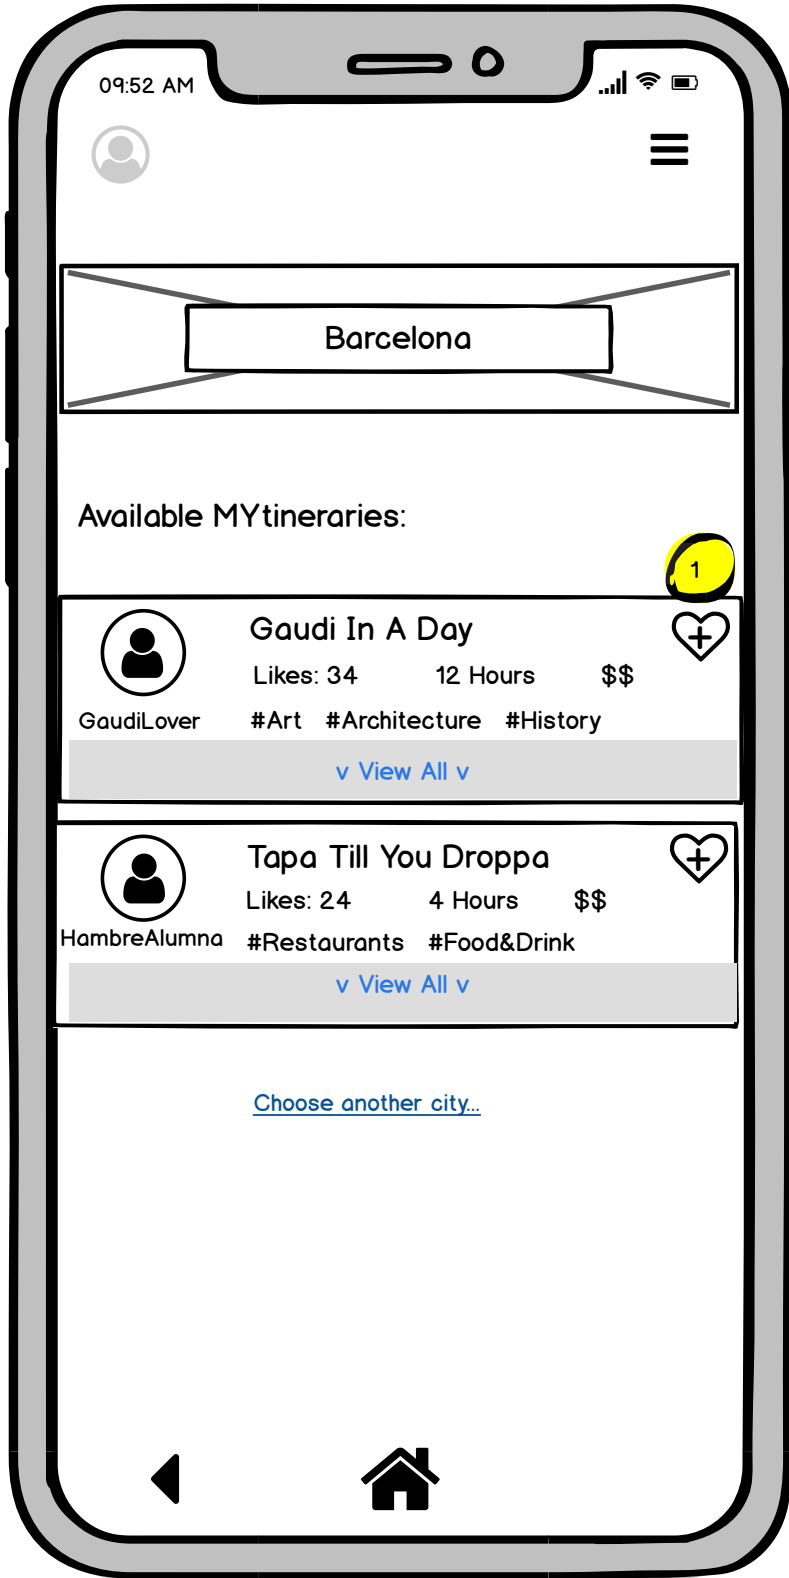 09:52 AM
Barcelona
Available MYtineraries:
1
Gaudi In A Day
Likes: 34 12 Hours $$
GaudiLover #Art #Architecture #History
v View All v
Tapa Till You Droppa
Likes: 24 4 Hours $$
HambreAlumna #Restaurants #Food&Drink
v View All v
Choose another city...